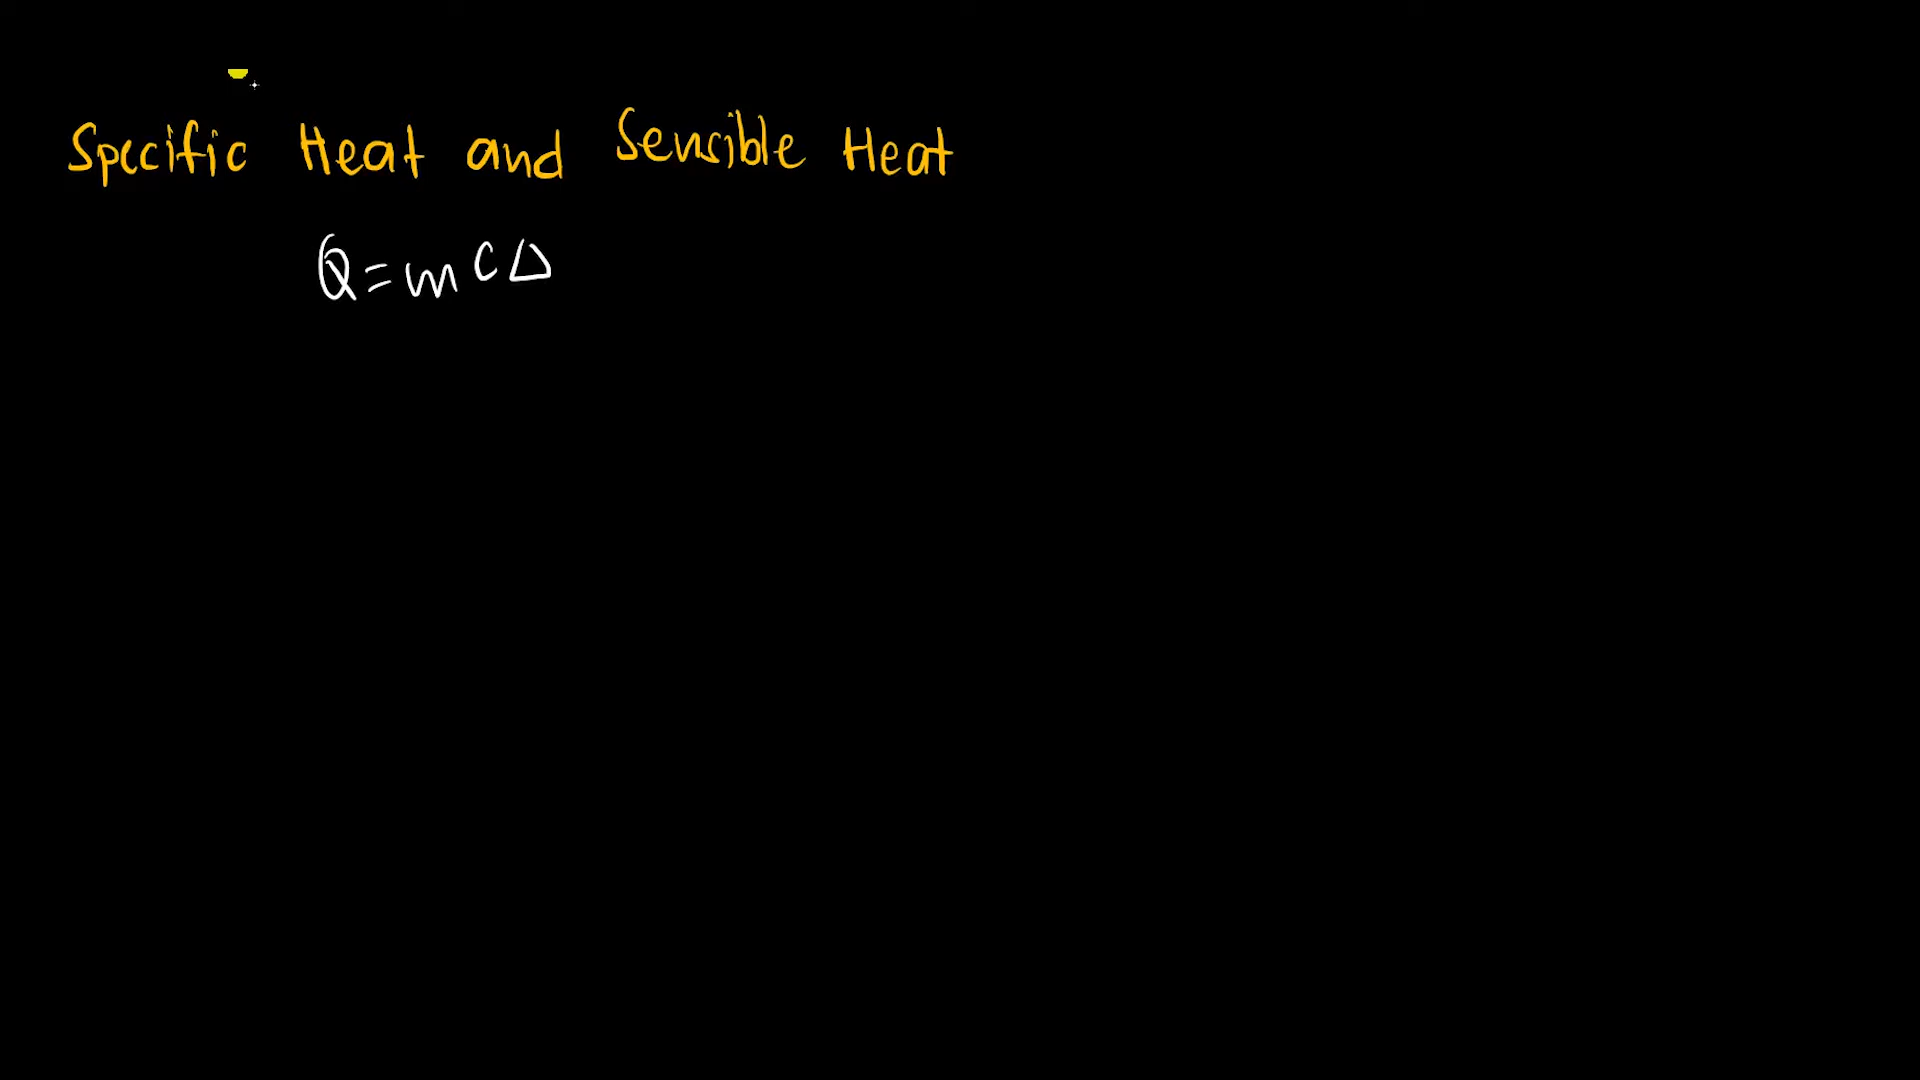 Specific Heat and Sensible Heat
Q = mCΔ